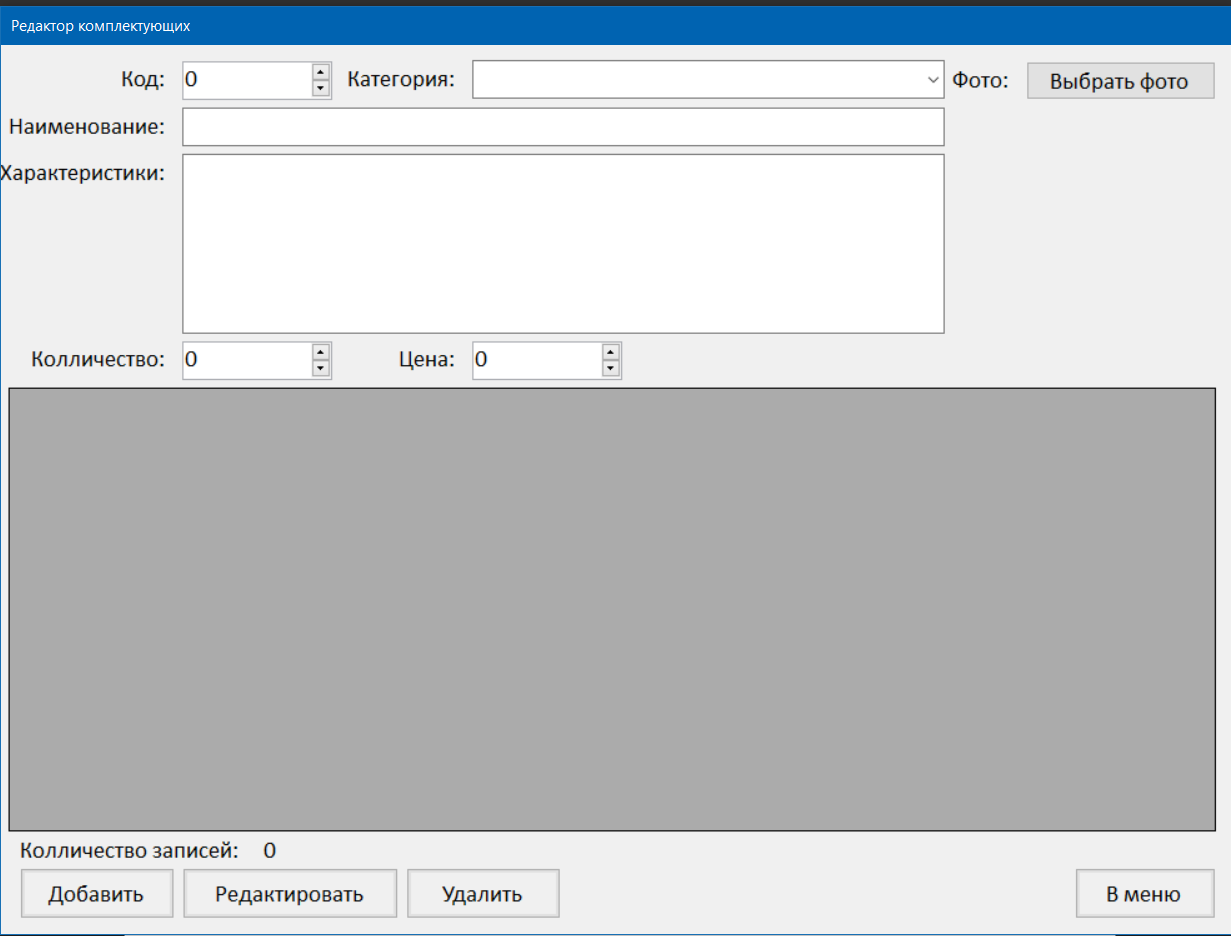 Редактор комплектующих
Код: 0 Категория: Фото: Выбрать фото
Наименование:
Характеристики:
Колличество: 0 Цена: 0
Колличество записей: 0
Добавить Редактировать Удалить В меню